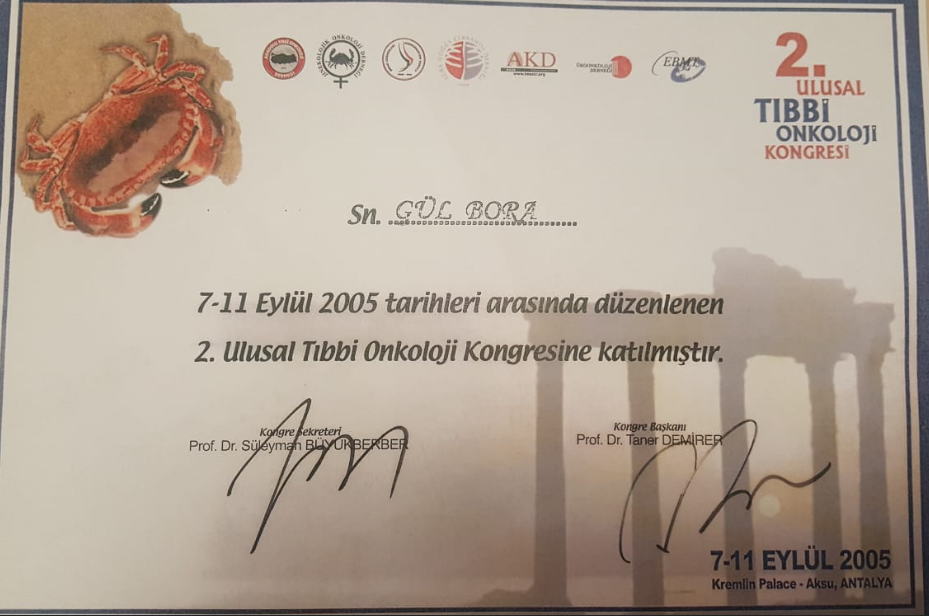 AKD
EBMT
2.
ULUSAL
TIBBİ
ONKOLOJİ
KONGRESİ
Sn. GÜL BORA
7-11 Eylül 2005 tarihleri arasında düzenlenen
2. Ulusal Tıbbi Onkoloji Kongresine katılmıştır.
Kongre Sekreteri
Prof. Dr. Süleyman BÜYÜKBERBER
Kongre Başkanı
Prof. Dr. Taner DEMİRER
7-11 EYLÜL 2005
Kremlin Palace - Aksu, ANTALYA